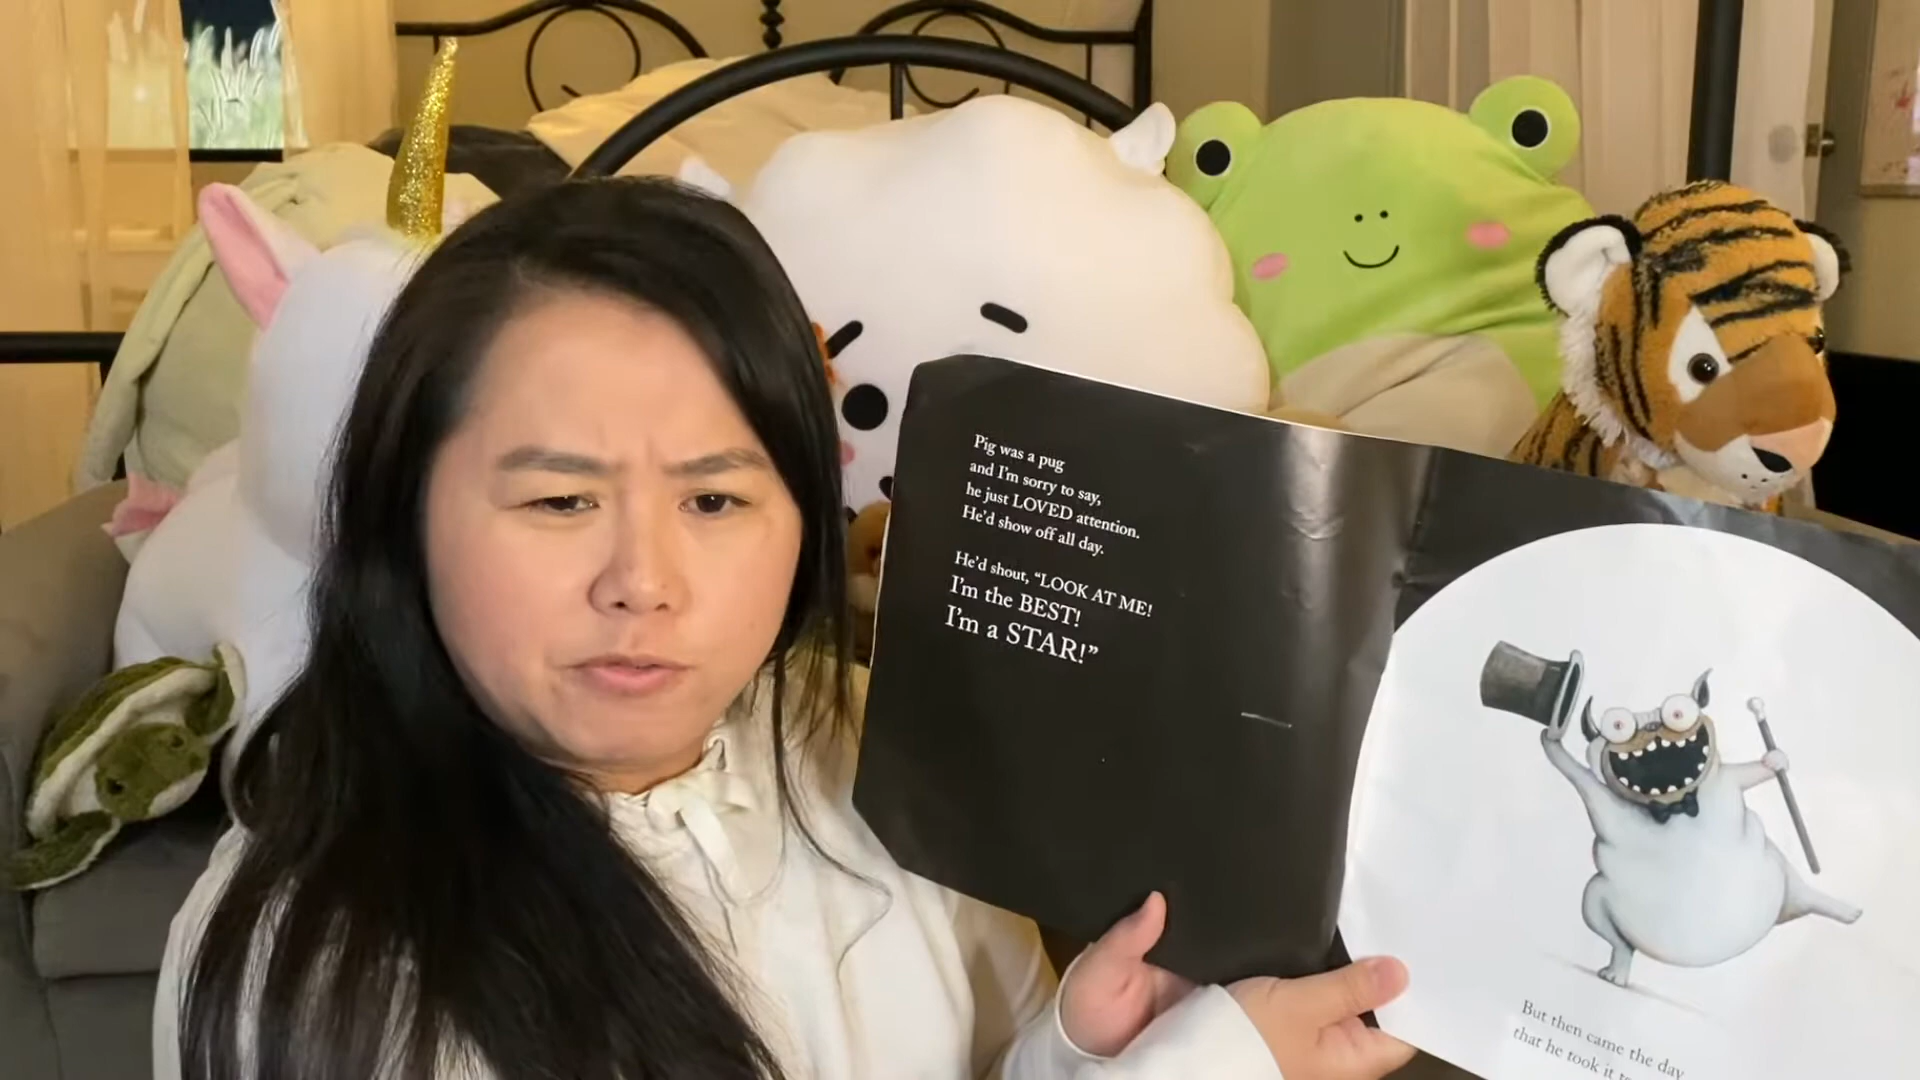 Pig was a pug
and I'm sorry to say,
he just LOVED attention.
He'd show off all day.
He'd shout, “LOOK AT ME!
I'm the BEST!
I'm a STAR!”
But then came the day
that he took it